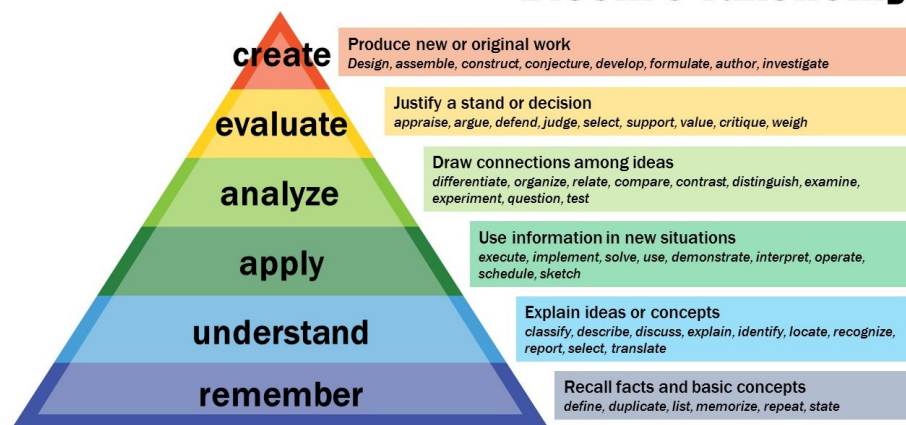 create
Produce new or original work
Design, assemble, construct, conjecture, develop, formulate, author, investigate
evaluate
Justify a stand or decision
appraise, argue, defend, judge, select, support, value, critique, weigh
analyze
Draw connections among ideas
differentiate, organize, relate, compare, contrast, distinguish, examine,
experiment, question, test
apply
Use information in new situations
execute, implement, solve, use, demonstrate, interpret, operate,
schedule, sketch
understand
Explain ideas or concepts
classify, describe, discuss, explain, identify, locate, recognize,
report, select, translate
remember
Recall facts and basic concepts
define, duplicate, list, memorize, repeat, state